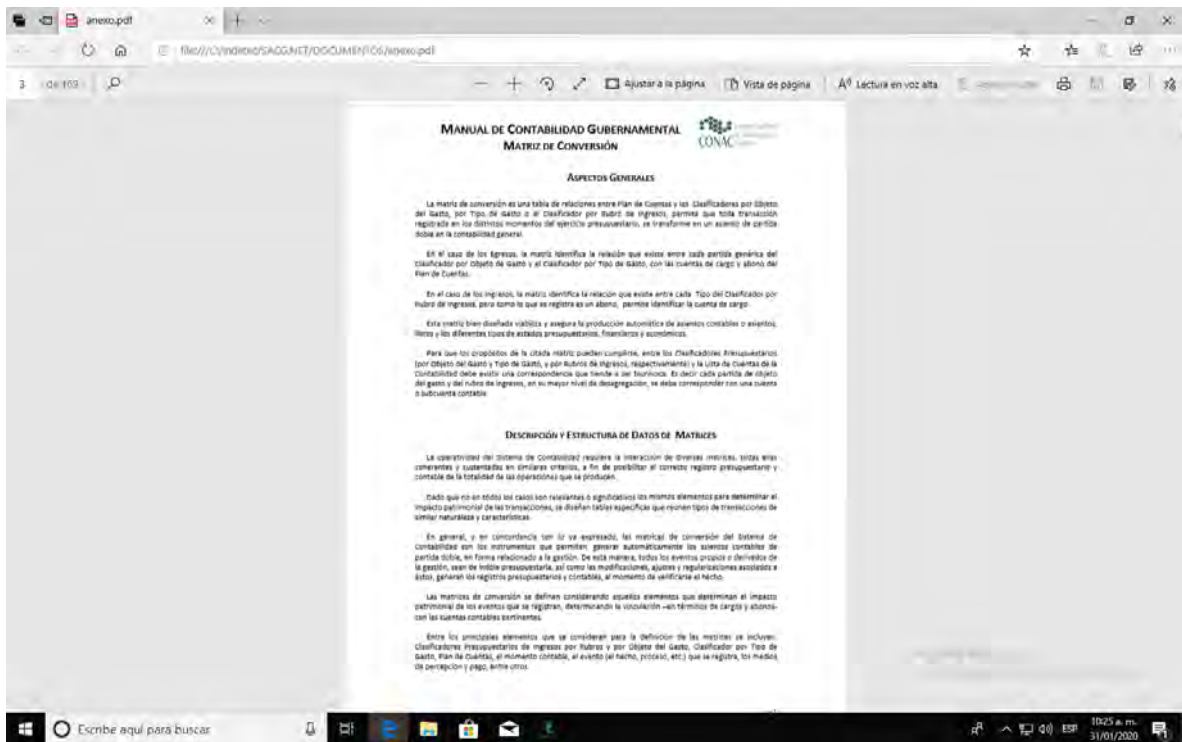 anexo.pdf
file:///C:/Indetec/SACG.NET/DOCUMENTOS/anexo.pdf
3 de 169
Ajustar a la página
Vista de página
Lectura en voz alta
MANUAL DE CONTABILIDAD GUBERNAMENTAL
MATRIZ DE CONVERSIÓN
CONAC
ASPECTOS GENERALES
La matriz de conversión es una tabla de relaciones entre Plan de Cuentas y los Clasificadores por Objeto
del Gasto, por Tipo de Gasto o el Clasificador por Rubro de Ingresos, permite que toda transacción
registrada en los distintos momentos del ejercicio presupuestario, se transforme en un asiento de partida
doble en la contabilidad general.
En el caso de los Egresos, la matriz identifica la relación que existe entre cada partida genérica del
Clasificador por Objeto de Gasto y el Clasificador por Tipo de Gasto, con las cuentas de cargo y abono del
Plan de Cuentas.
En el caso de los ingresos, la matriz identifica la relación que existe entre cada Tipo del Clasificador por
Rubro de Ingresos, pero como lo que se registra es un abono, permite identificar la cuenta de cargo.
Esta matriz bien diseñada viabiliza y asegura la producción automática de asientos contables o asientos,
libros y los diferentes tipos de estados presupuestarios, financieros y económicos.
Para que los propósitos de la citada matriz puedan cumplirse, entre los Clasificadores Presupuestarios
(por Objeto del Gasto y Tipo de Gasto, y por Rubros de Ingresos, respectivamente) y la Lista de Cuentas de la
Contabilidad debe existir una correspondencia que tiende a ser biunívoca. Es decir cada partida de objeto
del gasto y del rubro de ingresos, en su mayor nivel de desagregación, se debe corresponder con una cuenta
o subcuenta contable.
DESCRIPCIÓN Y ESTRUCTURA DE DATOS DE MATRICES
La operatividad del Sistema de Contabilidad requiere la interacción de diversas matrices, todas ellas
coherentes y sustentadas en similares criterios, a fin de posibilitar el correcto registro presupuestario y
contable de la totalidad de las operaciones que se producen.
Dado que no en todos los casos son relevantes o significativos los mismos elementos para determinar el
impacto patrimonial de las transacciones, se diseñan tablas específicas que reúnen tipos de transacciones de
similar naturaleza y características.
En general, y en concordancia con lo ya expresado, las matrices de conversión del Sistema de
Contabilidad son los instrumentos que permiten generar automáticamente los asientos contables de
partida doble, en forma relacionado a la gestión. De esta manera, todos los eventos propios o derivados de
la gestión, sean de índole presupuestaria, así como las modificaciones, ajustes y regularizaciones asociados a
éstos, generan los registros presupuestarios y contables, al momento de verificarse el hecho.
Las matrices de conversión se definen considerando aquellos elementos que determinan el impacto
patrimonial de los eventos que se registran, determinando la vinculación –en términos de cargos y abonos-
con las cuentas contables pertinentes.
Entre los principales elementos que se consideran para la definición de las matrices se incluyen:
Clasificadores Presupuestarios de Ingresos por Rubros y por Objeto del Gasto, Clasificador por Tipo de
Gasto, Plan de Cuentas, el momento contable, el evento (el hecho, proceso, etc.) que se registra, los medios
de percepción y pago, entre otros.
Escribe aquí para buscar
ESP
10:25 a. m.
31/01/2020